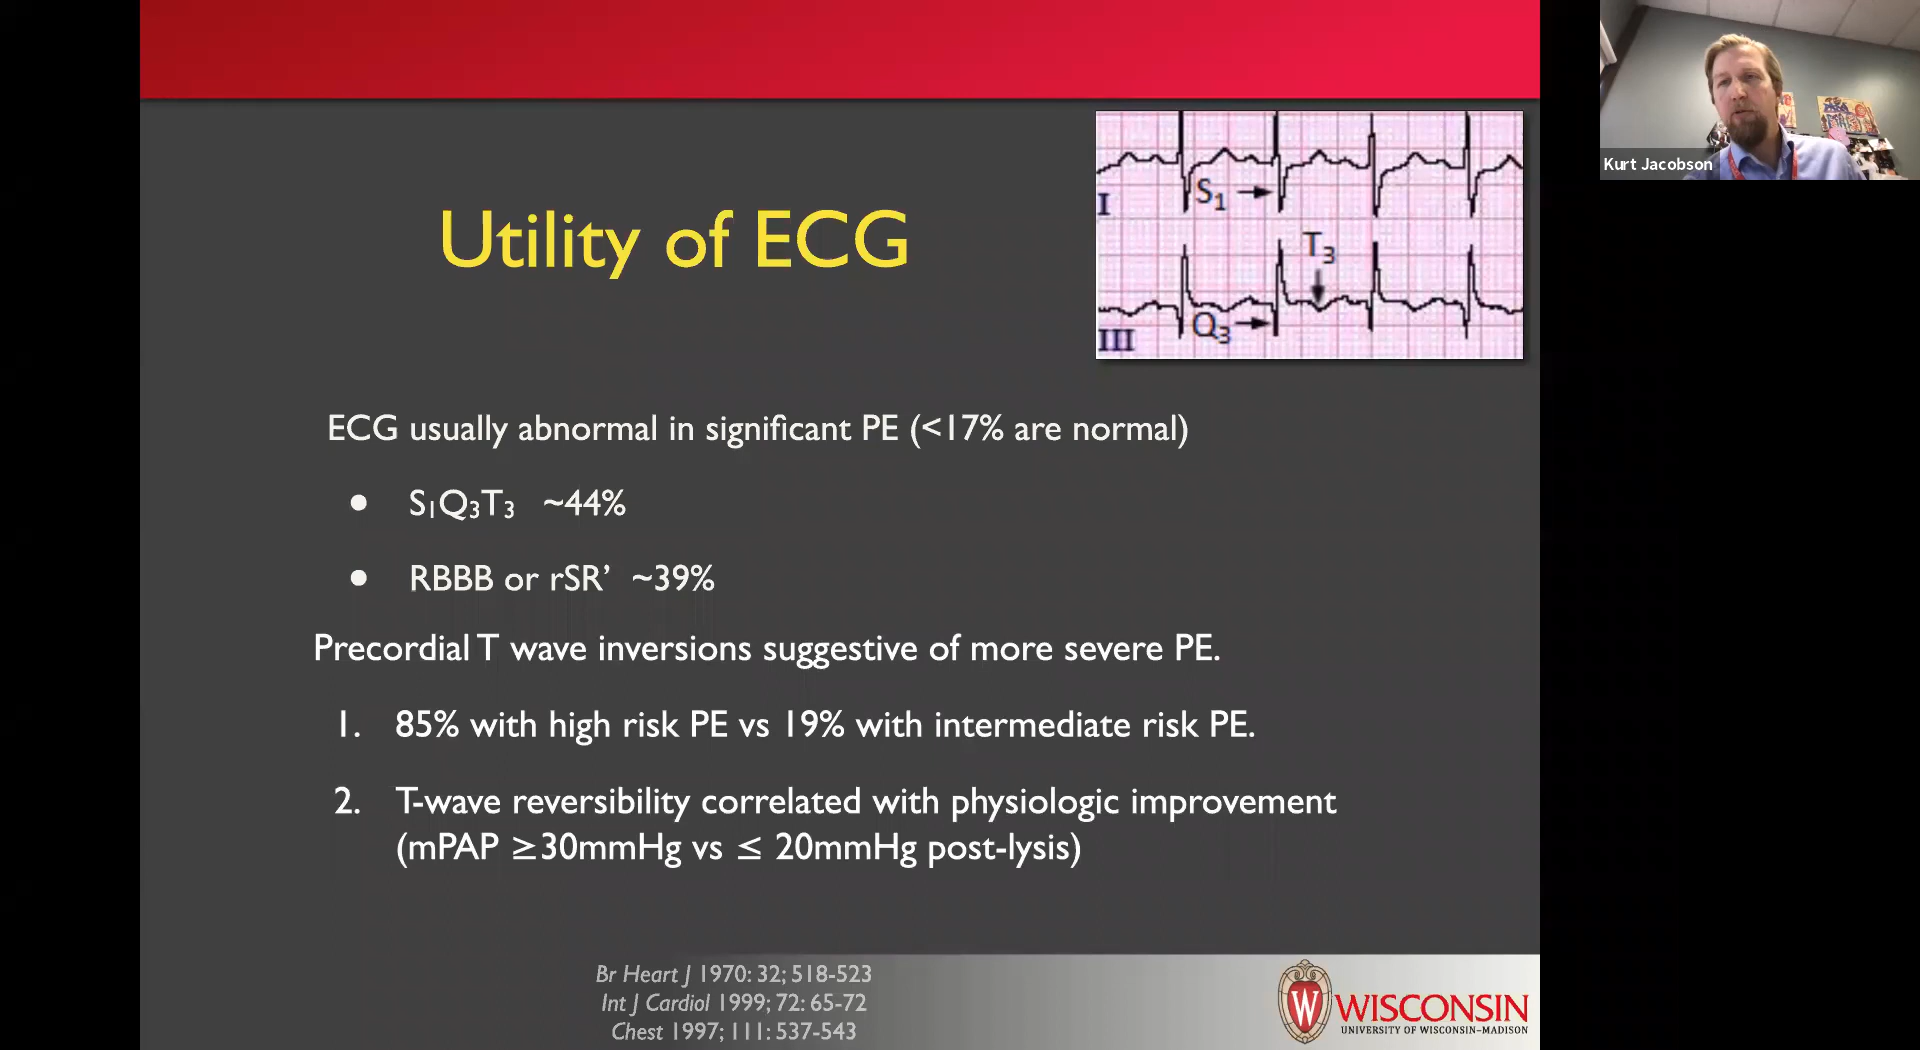 Utility of ECG
I
S₁
T₃
Q₃
III
Kurt Jacobson
ECG usually abnormal in significant PE (<17% are normal)
● S₁Q₃T₃ ~44%
● RBBB or rSR’ ~39%
Precordial T wave inversions suggestive of more severe PE.
1. 85% with high risk PE vs 19% with intermediate risk PE.
2. T-wave reversibility correlated with physiologic improvement
(mPAP ≥30mmHg vs ≤ 20mmHg post-lysis)
Br Heart J 1970: 32; 518-523
Int J Cardiol 1999; 72: 65-72
Chest 1997; 111: 537-543
W
WISCONSIN
UNIVERSITY OF WISCONSIN–MADISON